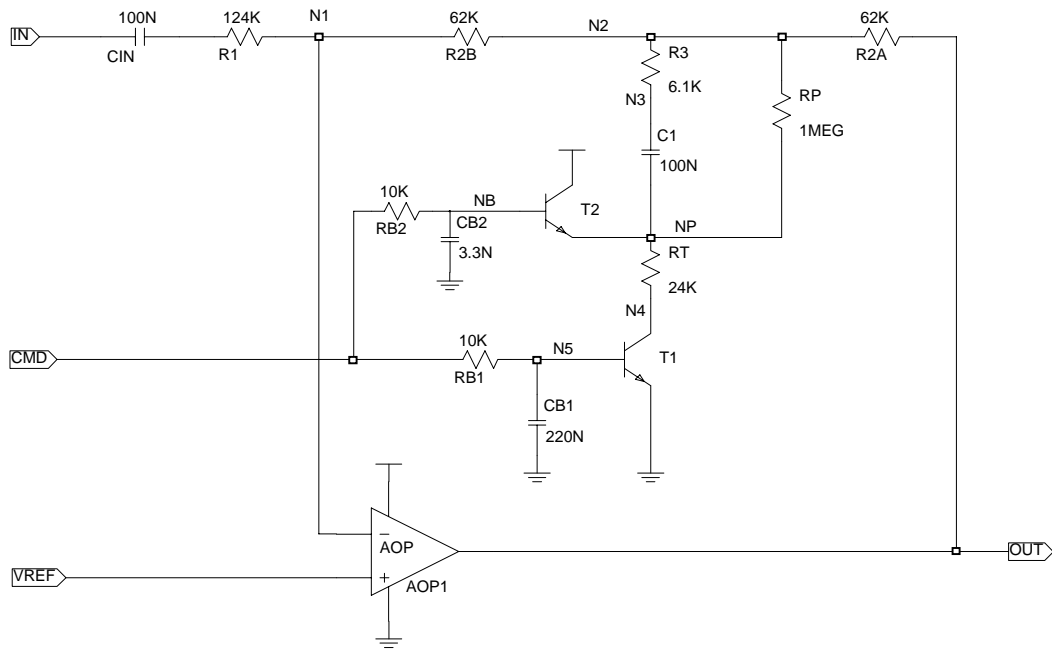 100N
124K
N1
62K
N2
62K
IN
CIN
R1
R2B
R3
R2A
6.1K
N3
RP
1MEG
C1
100N
10K
NB
T2
RB2
CB2
3.3N
NP
RT
24K
N4
10K
N5
CMD
T1
RB1
CB1
220N
AOP
OUT
VREF
AOP1